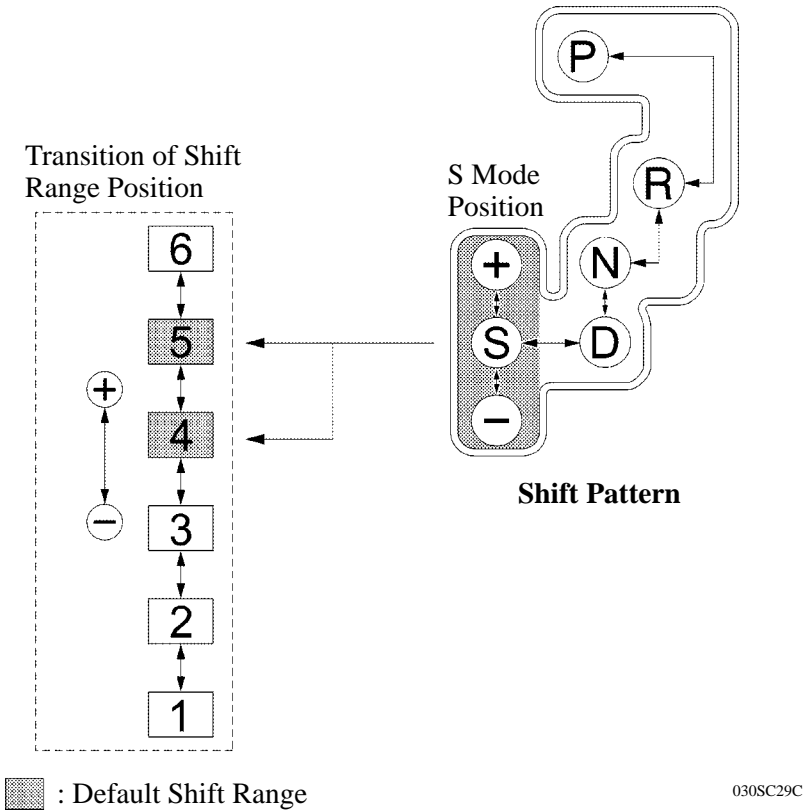 P
Transition of Shift
Range Position
S Mode
Position
R
6
+
N
5
S
D
+
4
−
Shift Pattern
−
3
2
1
: Default Shift Range
030SC29C